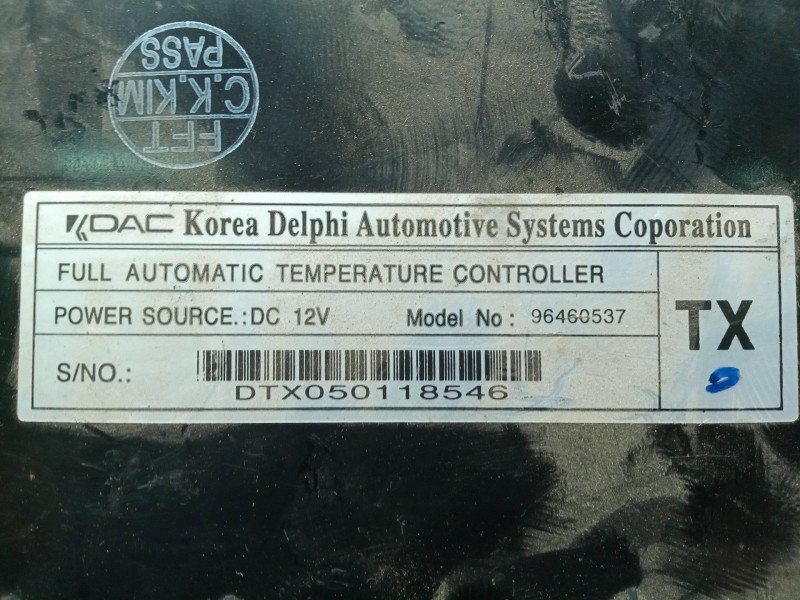 FFT
C.K.KIM
PASS
KDAC Korea Delphi Automotive Systems Coporation
FULL AUTOMATIC TEMPERATURE CONTROLLER
POWER SOURCE.:DC 12V Model No : 96460537
TX
S/NO.:
DTX050118546